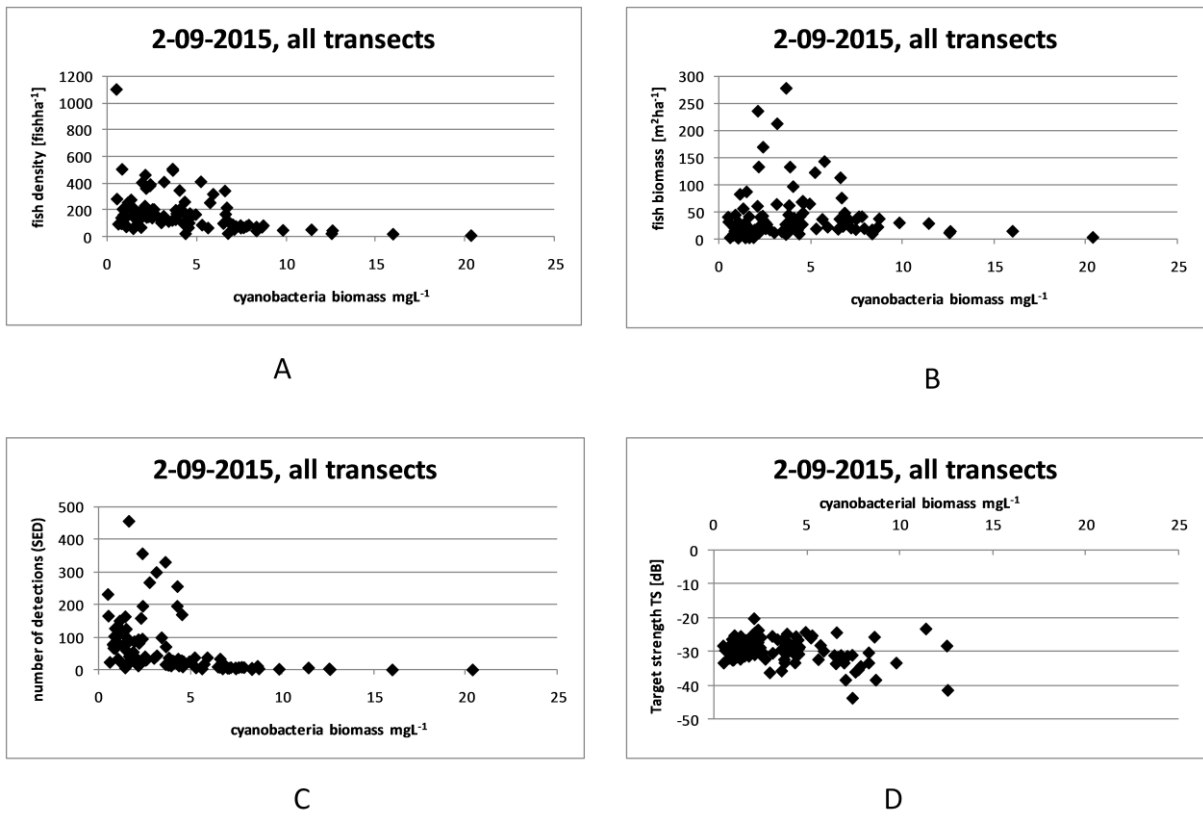 2-09-2015, all transects
fish density [fishha⁻¹]
1200
1000
800
600
400
200
0
0 5 10 15 20 25
cyanobacteria biomass mgL⁻¹
A
2-09-2015, all transects
fish biomass [m²ha⁻¹]
300
250
200
150
100
50
0
0 5 10 15 20 25
cyanobacteria biomass mgL⁻¹
B
2-09-2015, all transects
number of detections (SED)
500
400
300
200
100
0
0 5 10 15 20 25
cyanobacteria biomass mgL⁻¹
C
2-09-2015, all transects
cyanobacterial biomass mgL⁻¹
0 5 10 15 20 25
Target strength TS [dB]
0
-10
-20
-30
-40
-50
D